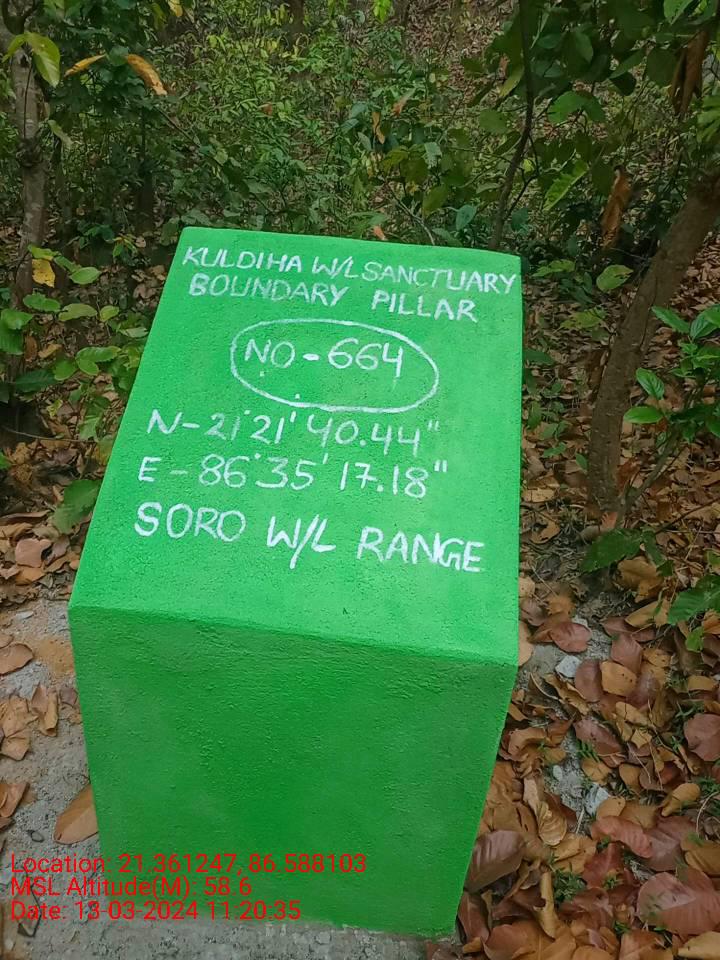 KULDIHA W/L SANCTUARY
BOUNDARY PILLAR
NO-664
N-21°21'40.44"
E-86°35'17.18"
SORO W/L RANGE
Location: 21.361247, 86.588103
MSL Altitude(M): 58.6
Date: 13-03-2024 11:20:35